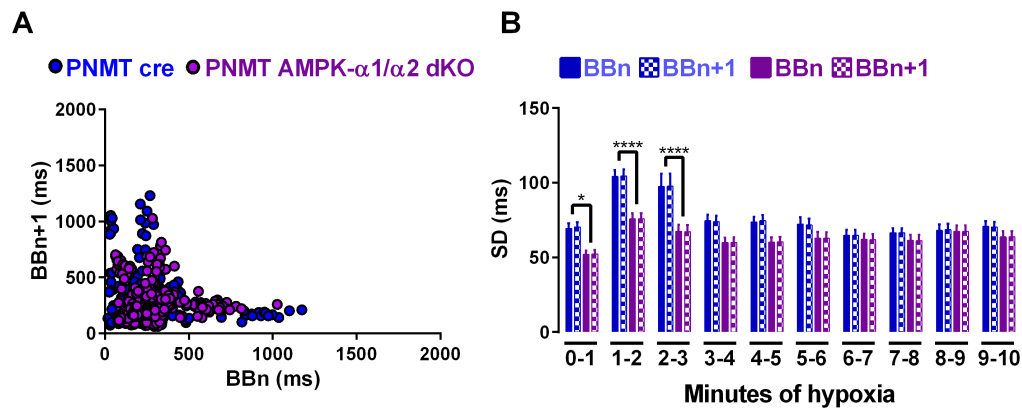 A
PNMT cre PNMT AMPK-α1/α2 dKO
2000
1500
1000
500
0
BBn+1 (ms)
0 500 1000 1500 2000
BBn (ms)
B
BBn BBn+1 BBn BBn+1
150
100
50
0
SD (ms)
* **** ****
0-1 1-2 2-3 3-4 4-5 5-6 6-7 7-8 8-9 9-10
Minutes of hypoxia